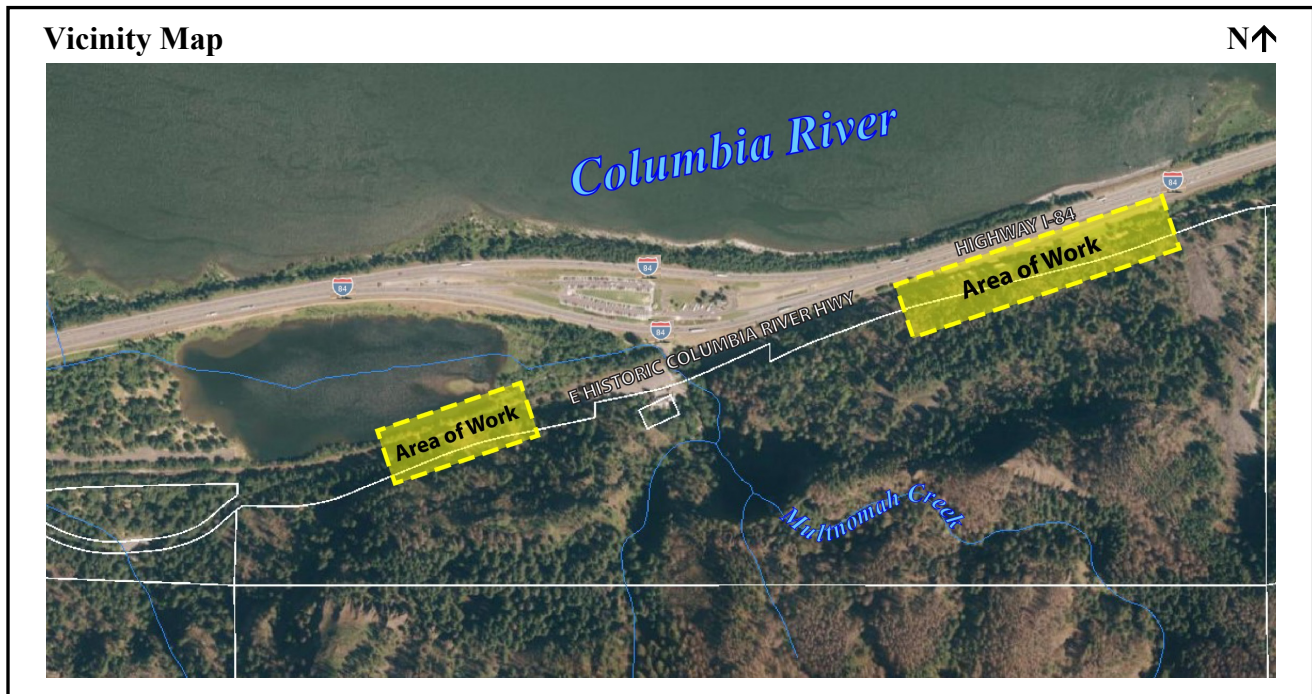 Vicinity Map
N↑
Columbia River
84
HIGHWAY I-84
Area of Work
84
84
E HISTORIC COLUMBIA RIVER HWY
84
Area of Work
Multnomah Creek